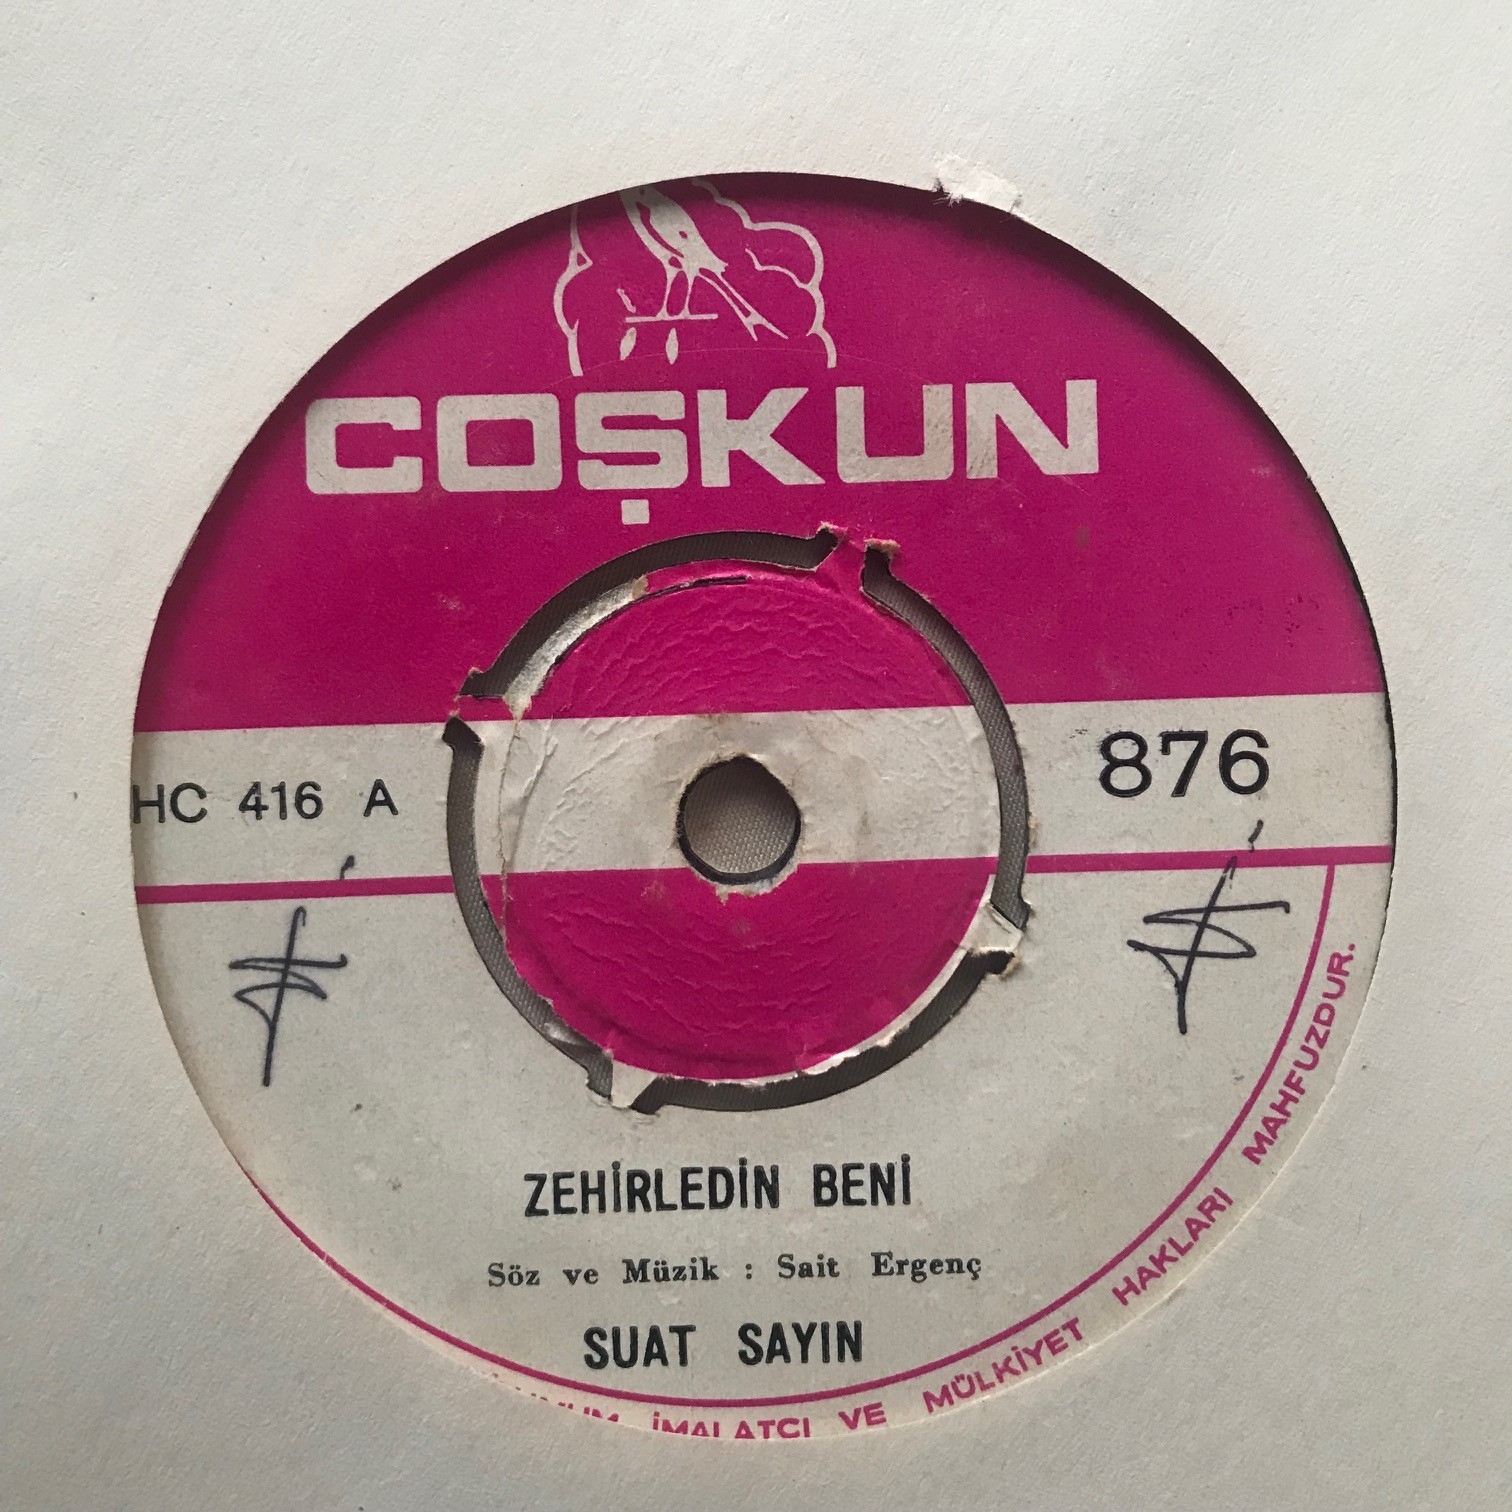 COŞKUN
HC 416 A
876
ZEHİRLEDİN BENİ
Söz ve Müzik : Sait Ergenç
SUAT SAYIN
İMALATCI VE MÜLKİYET HAKLARI MAHFUZDUR.